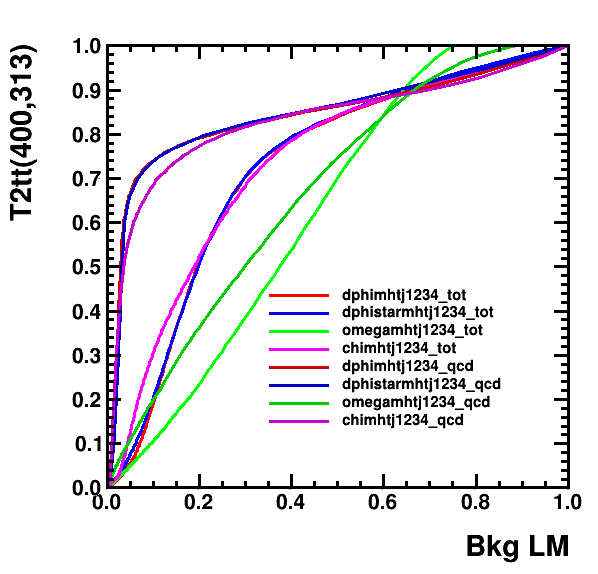 T2tt(400,313)
1.0
0.9
0.8
0.7
0.6
0.5
0.4
0.3
0.2
0.1
0.0
dphimhtj1234_tot
dphistarmhtj1234_tot
omegamhtj1234_tot
chimhtj1234_tot
dphimhtj1234_qcd
dphistarmhtj1234_qcd
omegamhtj1234_qcd
chimhtj1234_qcd
0.0 0.2 0.4 0.6 0.8 1.0
Bkg LM